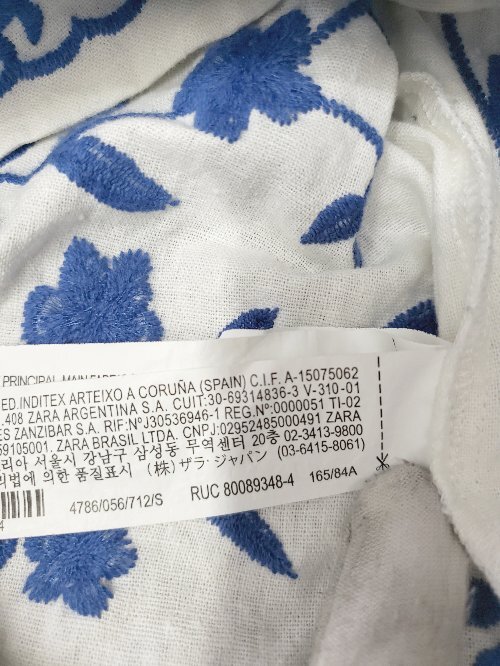 PRINCIPAL MAIN FABRIC
ED.INDITEX ARTEIXO A CORUÑA (SPAIN) C.I.F. A-15075062
.408 ZARA ARGENTINA S.A. CUIT:30-69314836-3 V-310-01
ES ZANZIBAR S.A. RIF:NºJ30536946-1 REG.Nº:0000051 TI-02
59105001. ZARA BRASIL LTDA. CNPJ:02952485000491 ZARA
리아 서울시 강남구 삼성동 무역센터 20층 02-3413-9800
리법에 의한 품질표시 (株) ザラ・ジャパン (03-6415-8061)
4 4786/056/712/S RUC 80089348-4 165/84A